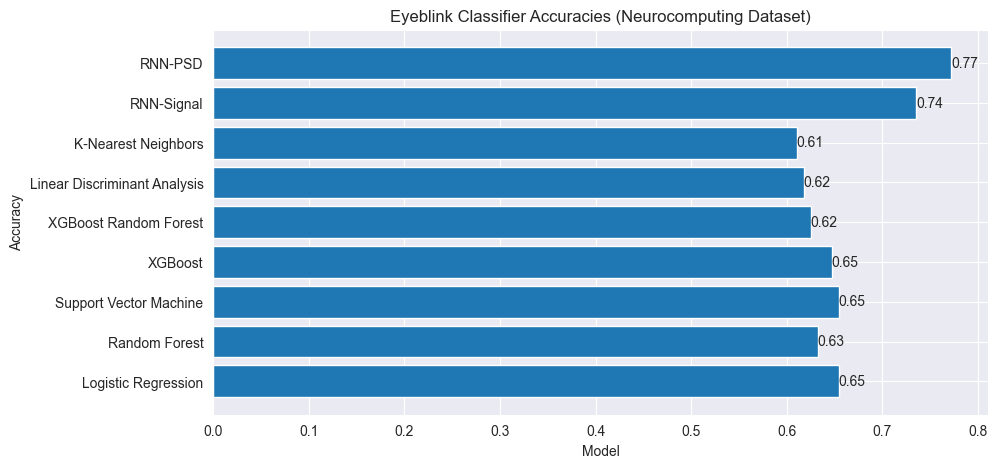 Eyeblink Classifier Accuracies (Neurocomputing Dataset)
Accuracy
RNN-PSD 0.77
RNN-Signal 0.74
K-Nearest Neighbors 0.61
Linear Discriminant Analysis 0.62
XGBoost Random Forest 0.62
XGBoost 0.65
Support Vector Machine 0.65
Random Forest 0.63
Logistic Regression 0.65
0.0 0.1 0.2 0.3 0.4 0.5 0.6 0.7 0.8
Model